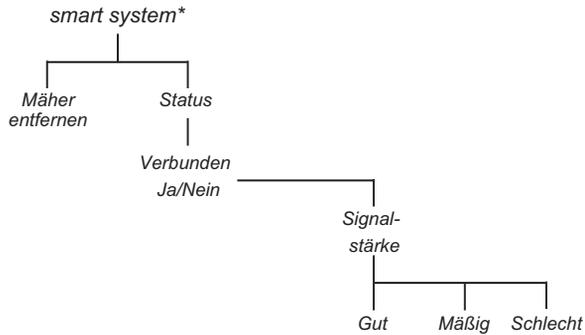 smart system*
Mäher
entfernen
Status
Verbunden
Ja/Nein
Signal-
stärke
Gut
Mäßig
Schlecht